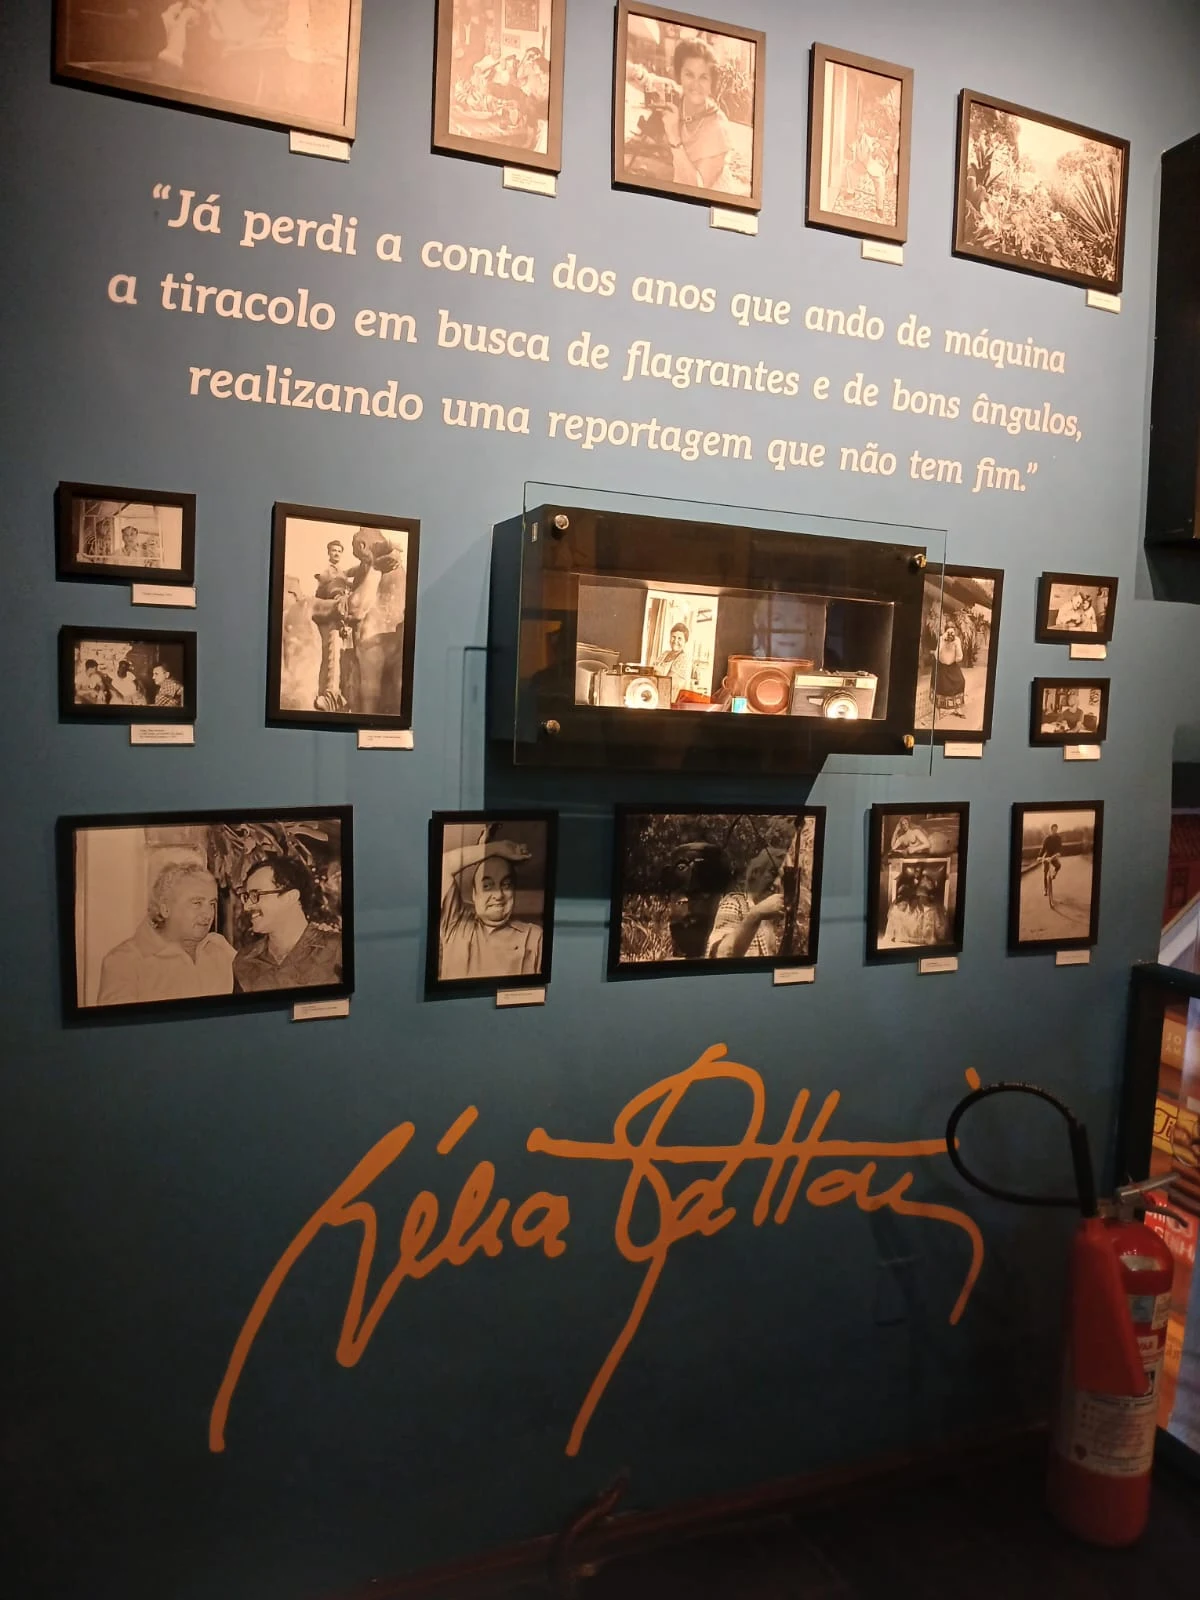 “Já perdi a conta dos anos que ando de máquina
a tiracolo em busca de flagrantes e de bons ângulos,
realizando uma reportagem que não tem fim.”
Zélia Gattai